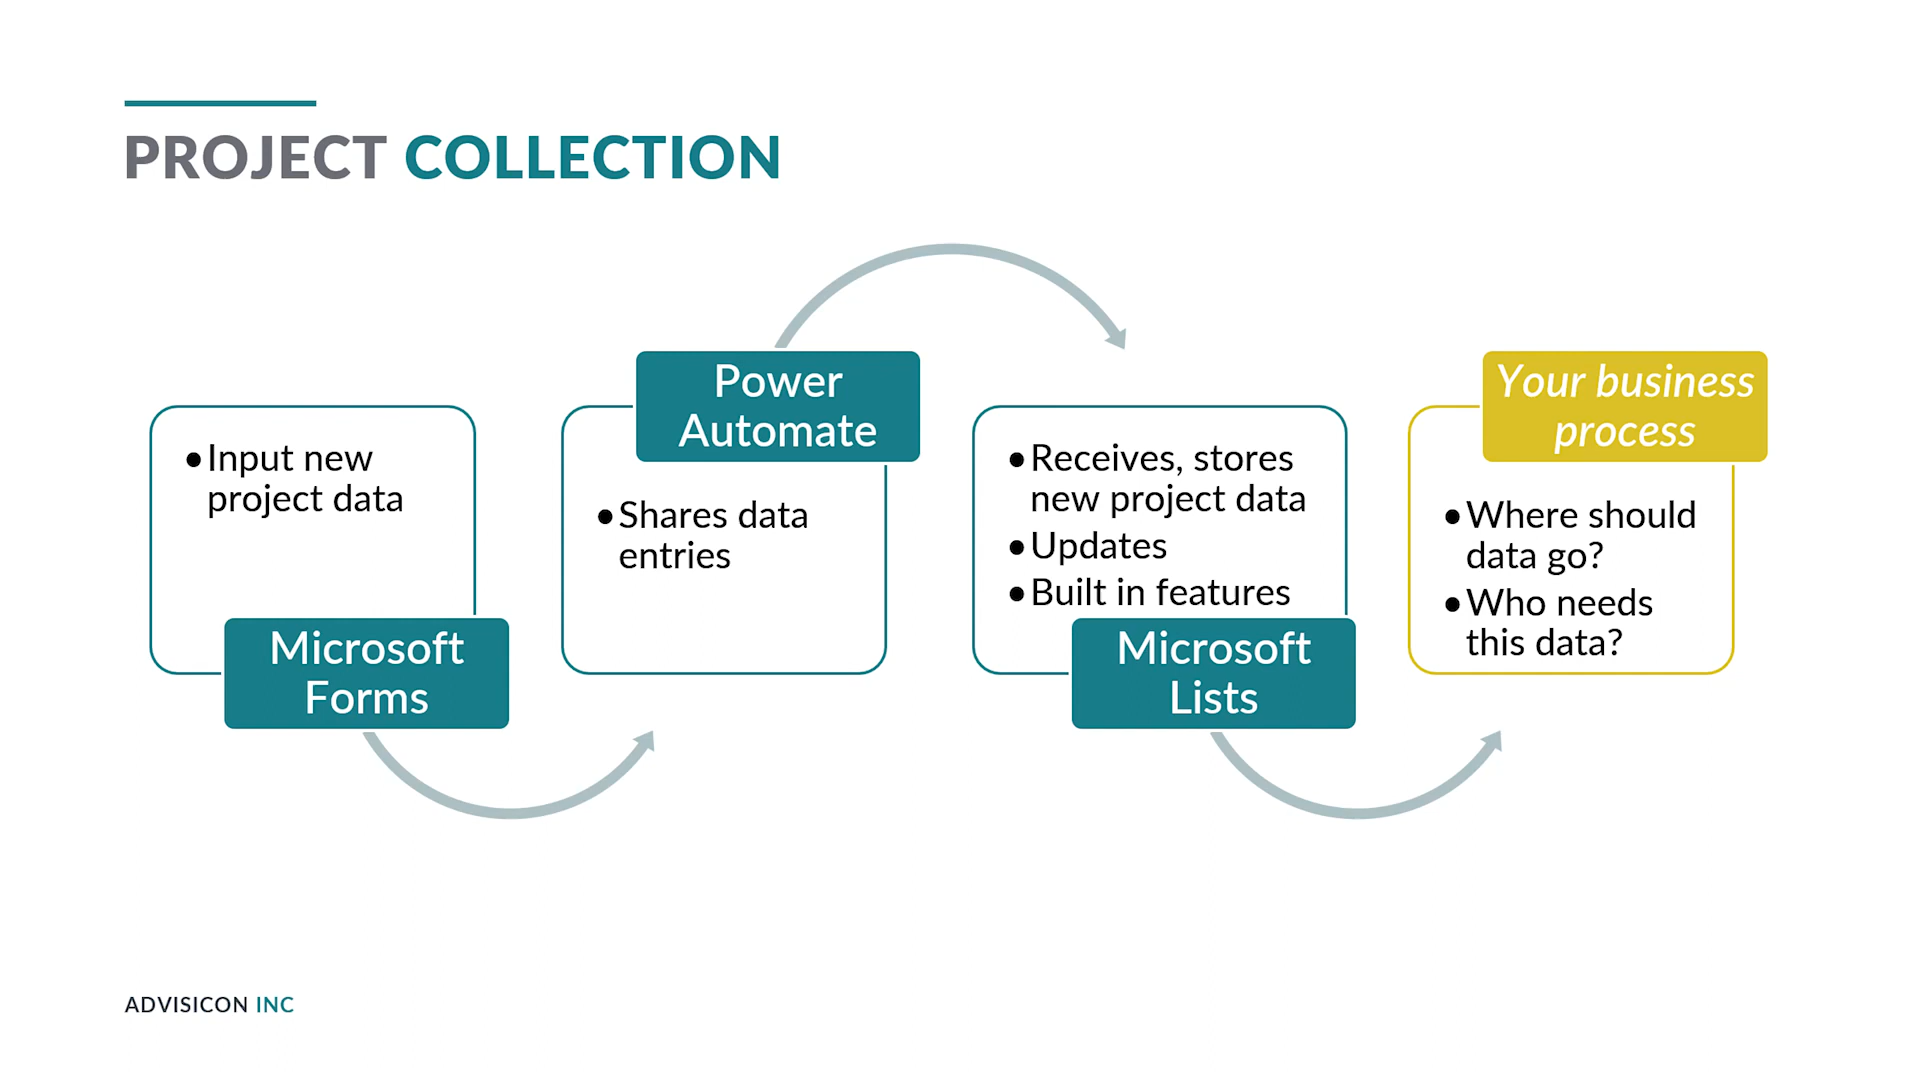 PROJECT COLLECTION
•Input new
project data
Microsoft
Forms
Power
Automate
•Shares data
entries
•Receives, stores
new project data
•Updates
•Built in features
Microsoft
Lists
Your business
process
•Where should
data go?
•Who needs
this data?
ADVISICON INC